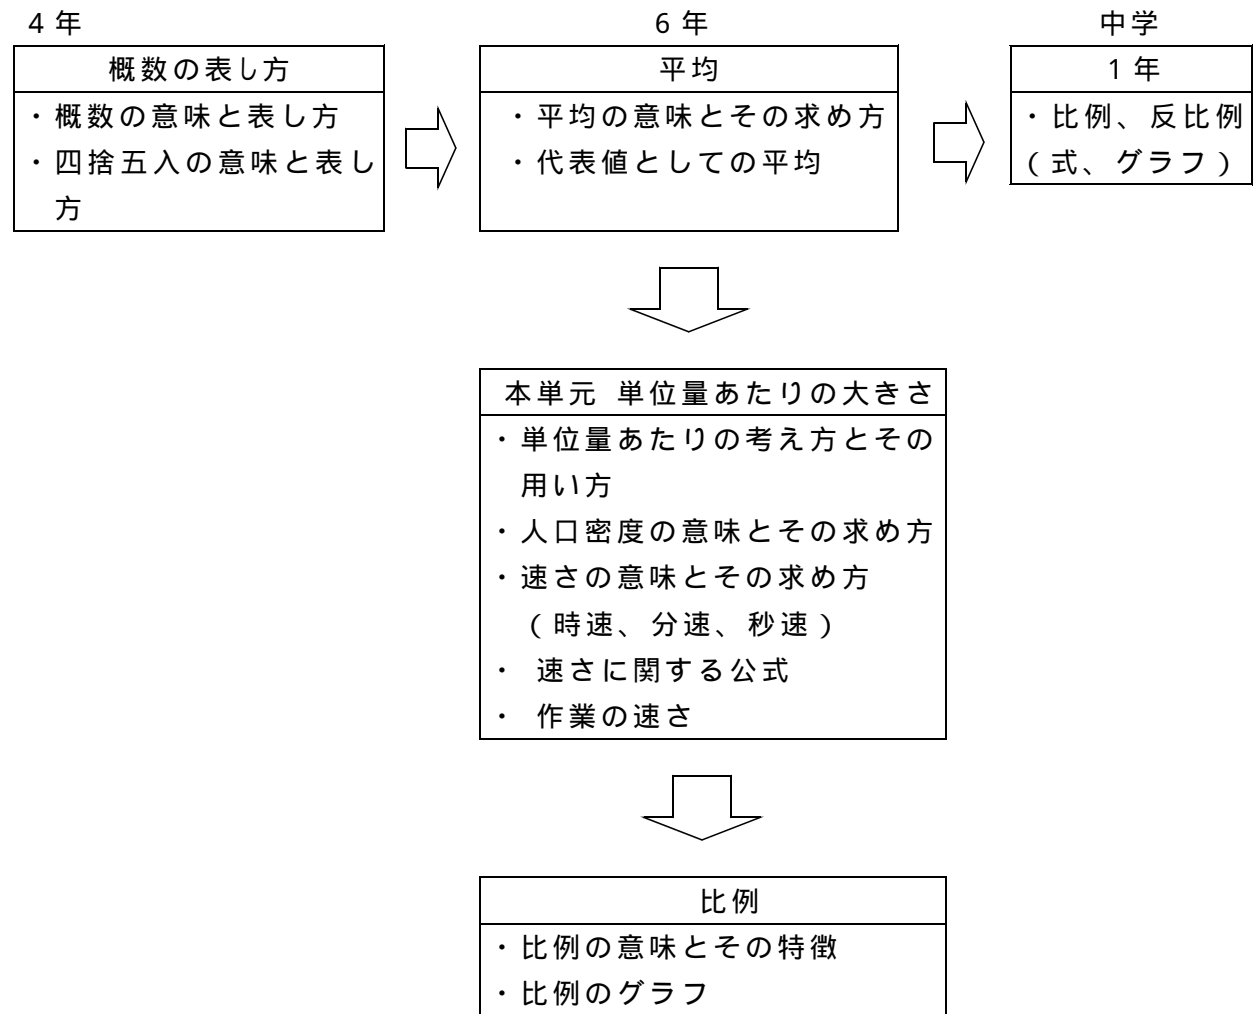 4年
概数の表し方
・概数の意味と表し方
・四捨五入の意味と表し
方
6年
平均
・平均の意味とその求め方
・代表値としての平均
中学
1年
・比例、反比例
(式、グラフ)
本単元 単位量あたりの大きさ
・単位量あたりの考え方とその
用い方
・人口密度の意味とその求め方
・速さの意味とその求め方
(時速、分速、秒速)
・ 速さに関する公式
・ 作業の速さ
比例
・比例の意味とその特徴
・比例のグラフ